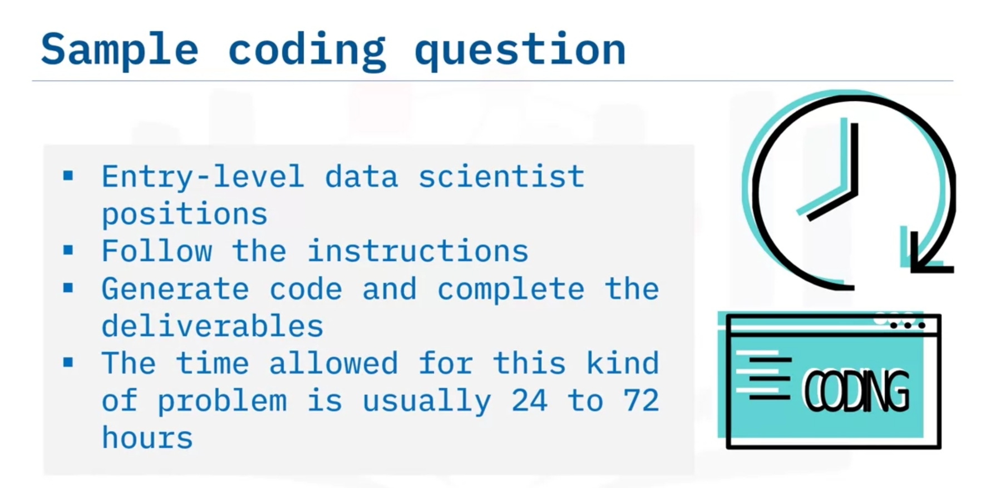 Sample coding question
▪ Entry-level data scientist
positions
▪ Follow the instructions
▪ Generate code and complete the
deliverables
▪ The time allowed for this kind
of problem is usually 24 to 72
hours
CODING